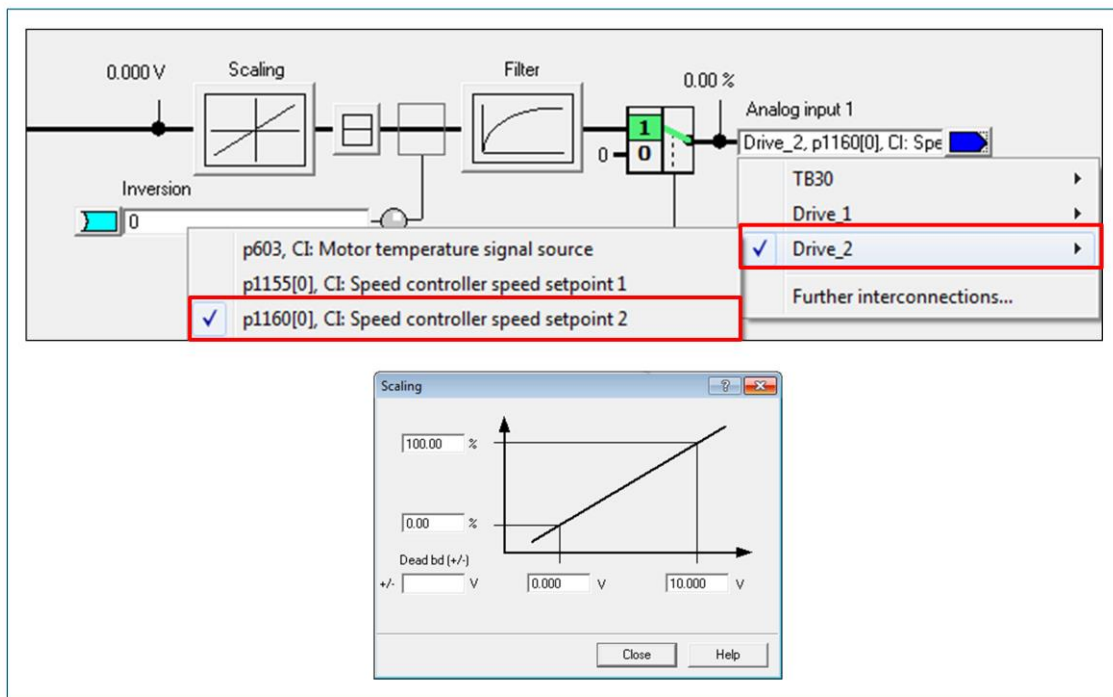 0.000 V
Scaling
Filter
0.00 %
Analog input 1
1
0
0
Drive_2, p1160[0], CI: Spe
Inversion
0
TB30
Drive_1
Drive_2
Further interconnections...
p603, CI: Motor temperature signal source
p1155[0], CI: Speed controller speed setpoint 1
p1160[0], CI: Speed controller speed setpoint 2
Scaling
100.00 %
0.00 %
Dead bd (+/-)
+/- V 0.000 V 10.000 V
Close Help